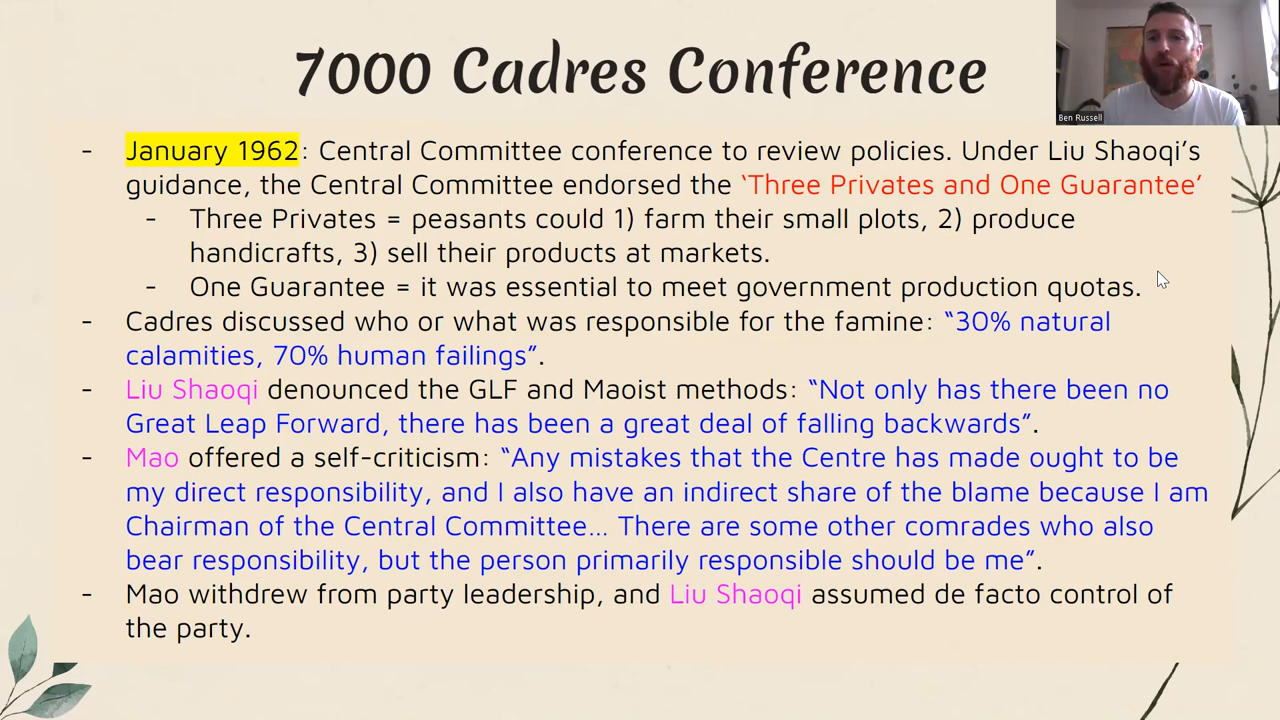 7000 Cadres Conference
Ben Russell
- January 1962: Central Committee conference to review policies. Under Liu Shaoqi’s
guidance, the Central Committee endorsed the ‘Three Privates and One Guarantee’
- Three Privates = peasants could 1) farm their small plots, 2) produce
handicrafts, 3) sell their products at markets.
- One Guarantee = it was essential to meet government production quotas.
- Cadres discussed who or what was responsible for the famine: “30% natural
calamities, 70% human failings”.
- Liu Shaoqi denounced the GLF and Maoist methods: “Not only has there been no
Great Leap Forward, there has been a great deal of falling backwards”.
- Mao offered a self-criticism: “Any mistakes that the Centre has made ought to be
my direct responsibility, and I also have an indirect share of the blame because I am
Chairman of the Central Committee... There are some other comrades who also
bear responsibility, but the person primarily responsible should be me”.
- Mao withdrew from party leadership, and Liu Shaoqi assumed de facto control of
the party.